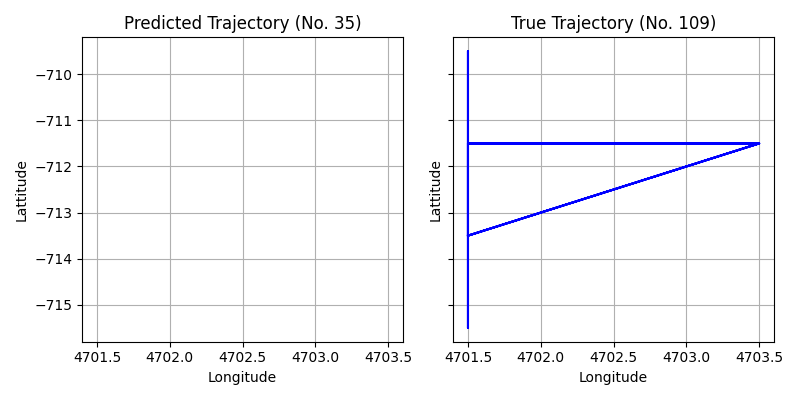 Predicted Trajectory (No. 35)
−710
−711
−712
−713
−714
−715
Lattitude
4701.5 4702.0 4702.5 4703.0 4703.5
Longitude
True Trajectory (No. 109)
Lattitude
4701.5 4702.0 4702.5 4703.0 4703.5
Longitude